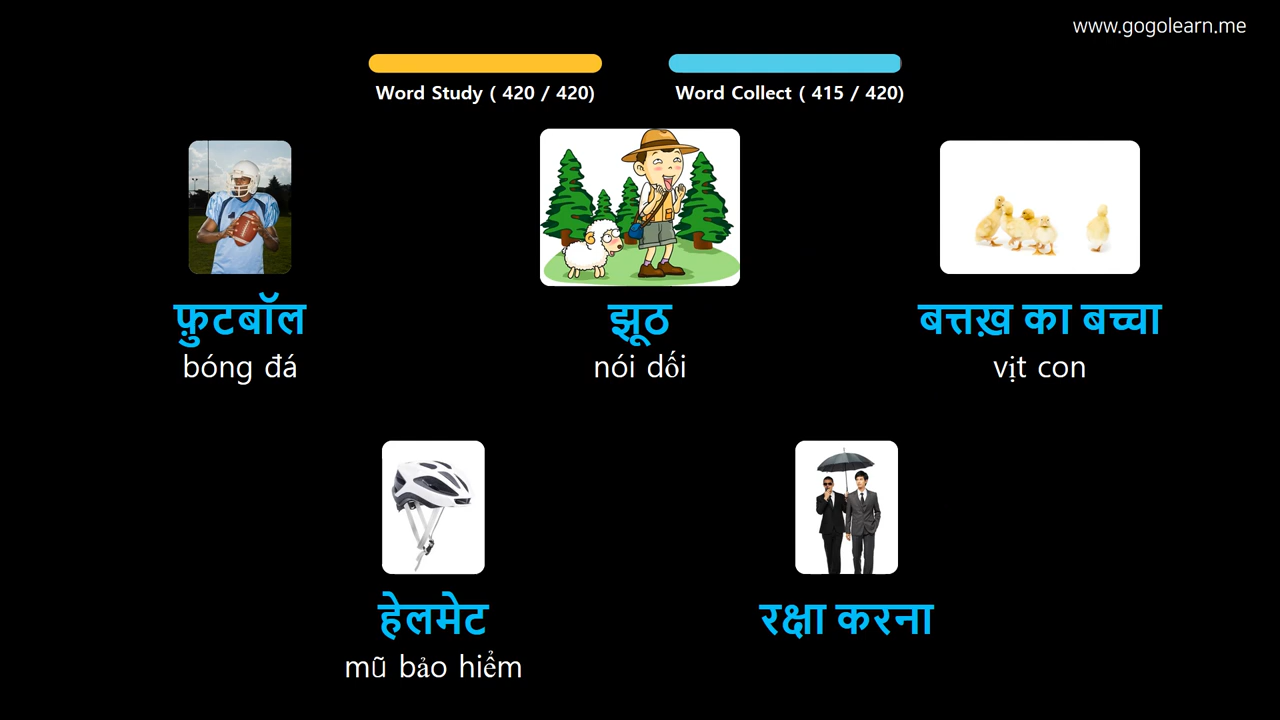 www.gogolearn.me
Word Study ( 420 / 420)
Word Collect ( 415 / 420)
फ़ुटबॉल
bóng đá
झूठ
nói dối
बत्तख़ का बच्चा
vịt con
हेलमेट
mũ bảo hiểm
रक्षा करना